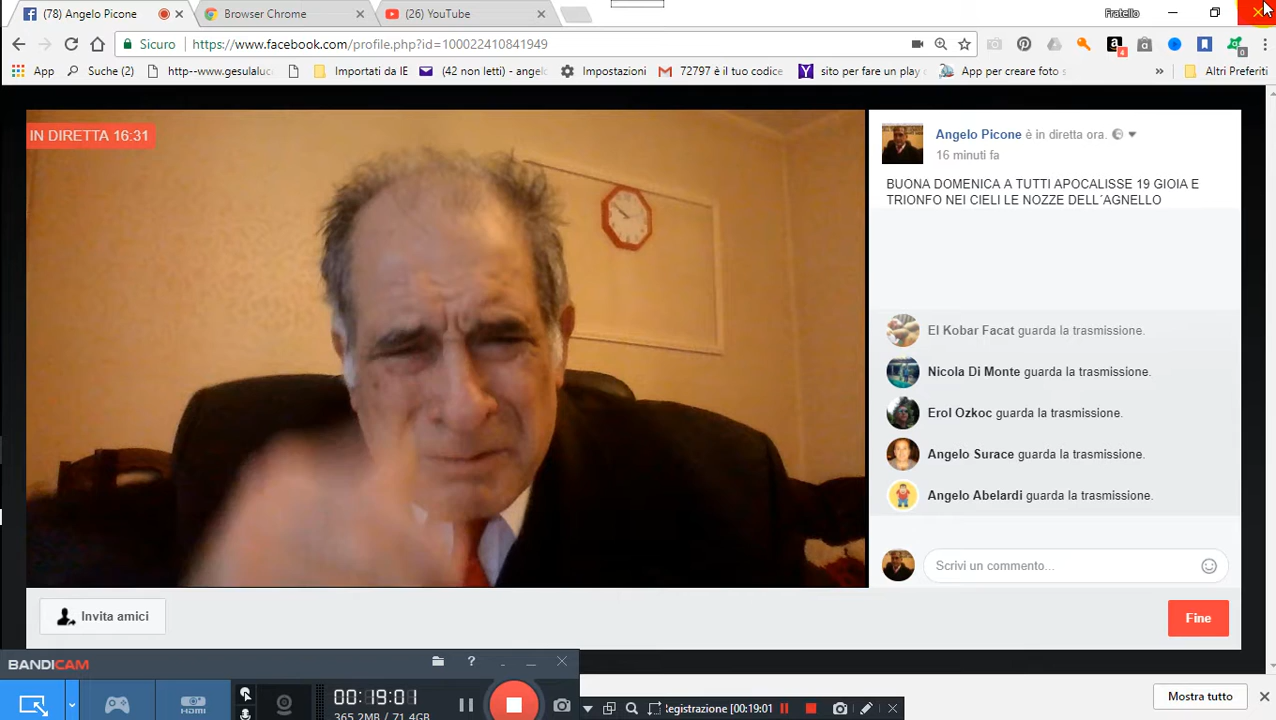 (78) Angelo Picone
Browser Chrome
(26) YouTube
Fratello
Sicuro
https://www.facebook.com/profile.php?id=100022410841949
App
Suche (2)
http--www.gesulaluc
Importati da IE
(42 non letti) - angelo
Impostazioni
72797 è il tuo codice
sito per fare un play
App per creare foto s
»
Altri Preferiti
IN DIRETTA 16:31
Angelo Picone è in diretta ora.
16 minuti fa
BUONA DOMENICA A TUTTI APOCALISSE 19 GIOIA E
TRIONFO NEI CIELI LE NOZZE DELL´AGNELLO
El Kobar Facat guarda la trasmissione.
Nicola Di Monte guarda la trasmissione.
Erol Ozkoc guarda la trasmissione.
Angelo Surace guarda la trasmissione.
Angelo Abelardi guarda la trasmissione.
Scrivi un commento...
Invita amici
Fine
BANDICAM
HDMI
00:19:01
365.2MB / 71.4GB
Registrazione [00:19:01
Mostra tutto